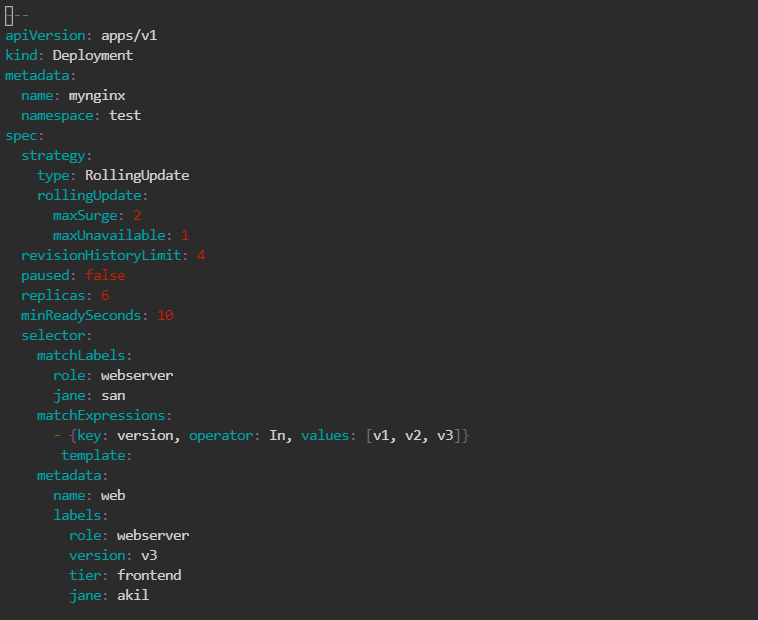 ---
apiVersion: apps/v1
kind: Deployment
metadata:
  name: mynginx
  namespace: test
spec:
  strategy:
    type: RollingUpdate
    rollingUpdate:
      maxSurge: 2
      maxUnavailable: 1
  revisionHistoryLimit: 4
  paused: false
  replicas: 6
  minReadySeconds: 10
  selector:
    matchLabels:
      role: webserver
      jane: san
    matchExpressions:
      - {key: version, operator: In, values: [v1, v2, v3]}
       template:
    metadata:
      name: web
      labels:
        role: webserver
        version: v3
        tier: frontend
        jane: akil